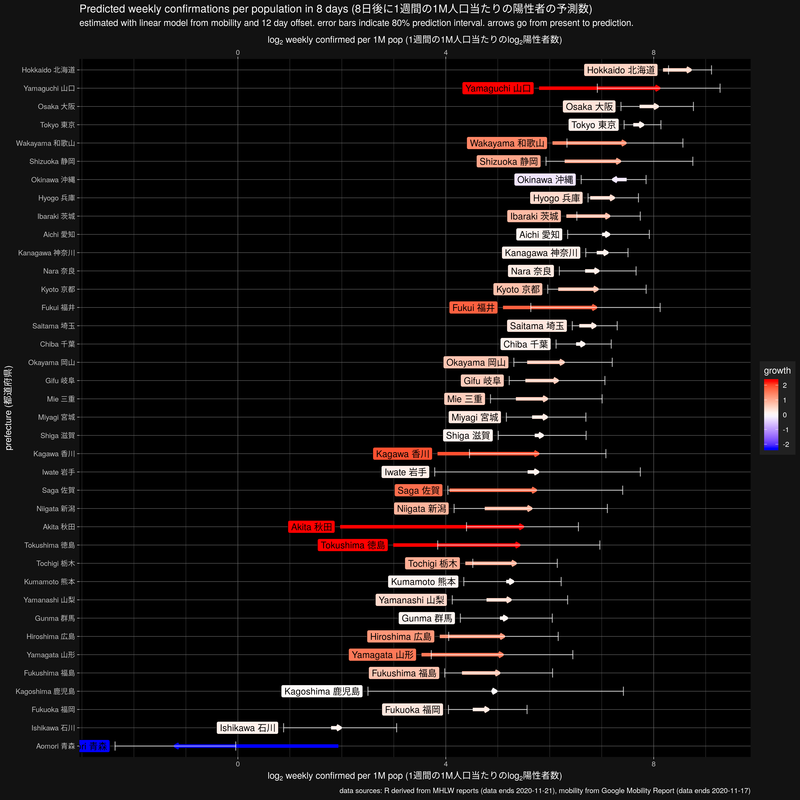 Predicted weekly confirmations per population in 8 days (8日後に1週間の1M人口当たりの陽性者の予測数)
estimated with linear model from mobility and 12 day offset. error bars indicate 80% prediction interval. arrows go from present to prediction.
log₂ weekly confirmed per 1M pop (1週間の1M人口当たりのlog₂陽性者数)
0 4 8
Hokkaido 北海道 Hokkaido 北海道
Yamaguchi 山口 Yamaguchi 山口
Osaka 大阪 Osaka 大阪
Tokyo 東京 Tokyo 東京
Wakayama 和歌山 Wakayama 和歌山
Shizuoka 静岡 Shizuoka 静岡
Okinawa 沖縄 Okinawa 沖縄
Hyogo 兵庫 Hyogo 兵庫
Ibaraki 茨城 Ibaraki 茨城
Aichi 愛知 Aichi 愛知
Kanagawa 神奈川 Kanagawa 神奈川
Nara 奈良 Nara 奈良
Kyoto 京都 Kyoto 京都
Fukui 福井 Fukui 福井
Saitama 埼玉 Saitama 埼玉
Chiba 千葉 Chiba 千葉
Okayama 岡山 Okayama 岡山
Gifu 岐阜 Gifu 岐阜
Mie 三重 Mie 三重
Miyagi 宮城 Miyagi 宮城
Shiga 滋賀 Shiga 滋賀
Kagawa 香川 Kagawa 香川
Iwate 岩手 Iwate 岩手
Saga 佐賀 Saga 佐賀
Niigata 新潟 Niigata 新潟
Akita 秋田 Akita 秋田
Tokushima 徳島 Tokushima 徳島
Tochigi 栃木 Tochigi 栃木
Kumamoto 熊本 Kumamoto 熊本
Yamanashi 山梨 Yamanashi 山梨
Gunma 群馬 Gunma 群馬
Hiroshima 広島 Hiroshima 広島
Yamagata 山形 Yamagata 山形
Fukushima 福島 Fukushima 福島
Kagoshima 鹿児島 Kagoshima 鹿児島
Fukuoka 福岡 Fukuoka 福岡
Ishikawa 石川 Ishikawa 石川
Aomori 青森 青森
prefecture (都道府県)
0 4 8
log₂ weekly confirmed per 1M pop (1週間の1M人口当たりのlog₂陽性者数)
growth
2
1
0
-1
-2
data sources: R derived from MHLW reports (data ends 2020-11-21), mobility from Google Mobility Report (data ends 2020-11-17)